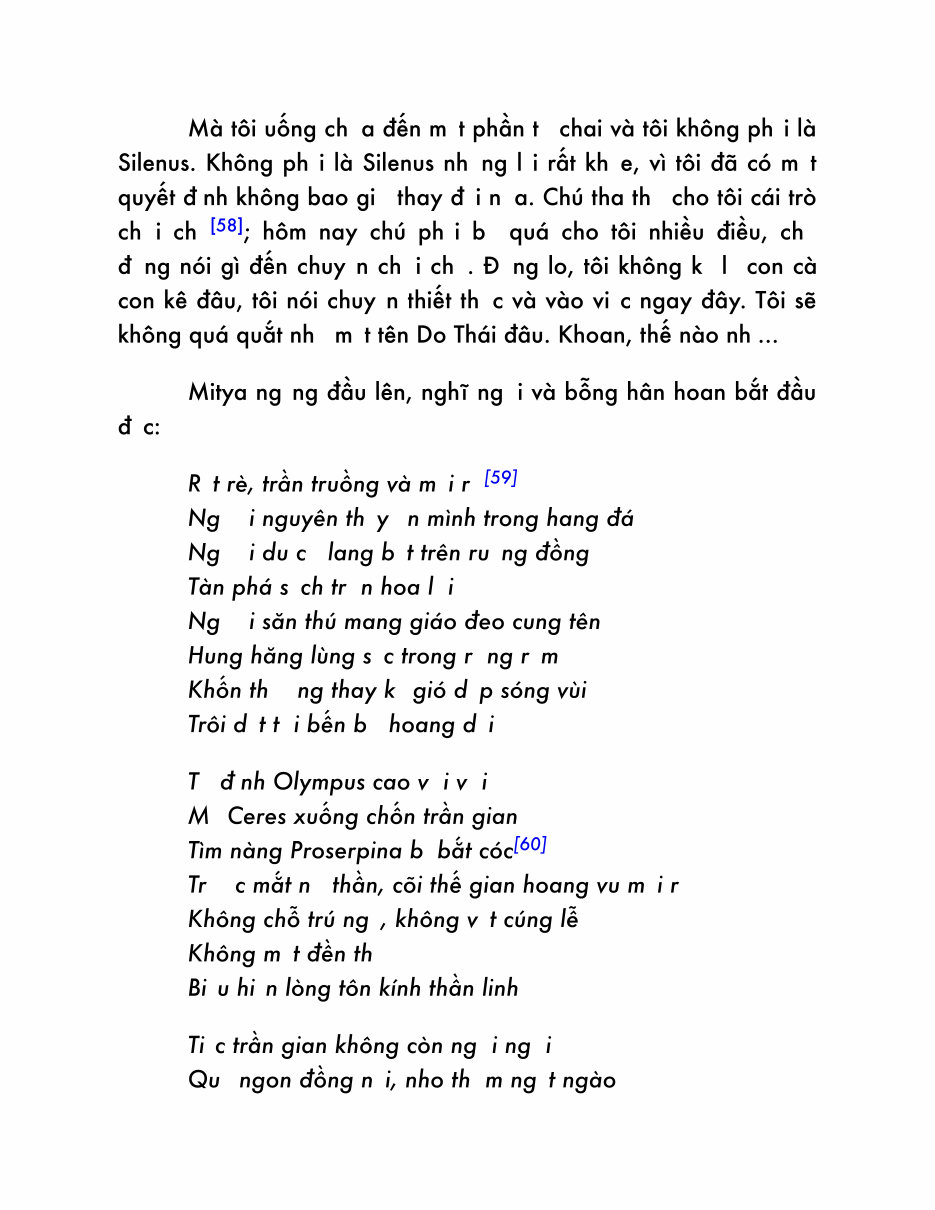 Mà tôi uống ch a đến m t phần t chai và tôi không ph i là
Silenus. Không ph i là Silenus nh ng l i rất kh e, vì tôi đã có m t
quyết đ nh không bao gi thay đ i n a. Chú tha th cho tôi cái trò
ch i ch [58]; hôm nay chú ph i b quá cho tôi nhiều điều, ch
đ ng nói gì đến chuy n ch i ch . Đ ng lo, tôi không k l con cà
con kê đâu, tôi nói chuy n thiết th c và vào vi c ngay đây. Tôi sẽ
không quá quắt nh m t tên Do Thái đâu. Khoan, thế nào nh ...
Mitya ng ng đầu lên, nghĩ ng i và bỗng hân hoan bắt đầu
đ c:
R t rè, trần truồng và m i r [59]
Ng i nguyên th y n mình trong hang đá
Ng i du c lang b t trên ru ng đồng
Tàn phá s ch tr n hoa l i
Ng i săn thú mang giáo đeo cung tên
Hung hăng lùng s c trong r ng r m
Khốn th ng thay k gió d p sóng vùi
Trôi d t t i bến b hoang d i
T đ nh Olympus cao v i v i
M Ceres xuống chốn trần gian
Tìm nàng Proserpina b bắt cóc[60]
Tr c mắt n thần, cõi thế gian hoang vu m i r
Không chỗ trú ng , không v t cúng lễ
Không m t đền th
Bi u hi n lòng tôn kính thần linh
Ti c trần gian không còn ng i ng i
Qu ngon đồng n i, nho th m ng t ngào